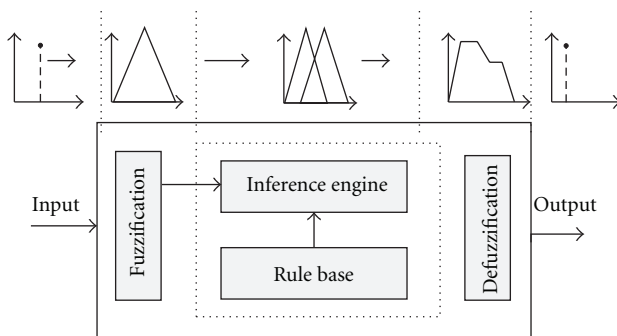 Input
Fuzzification
Inference engine
Rule base
Defuzzification
Output